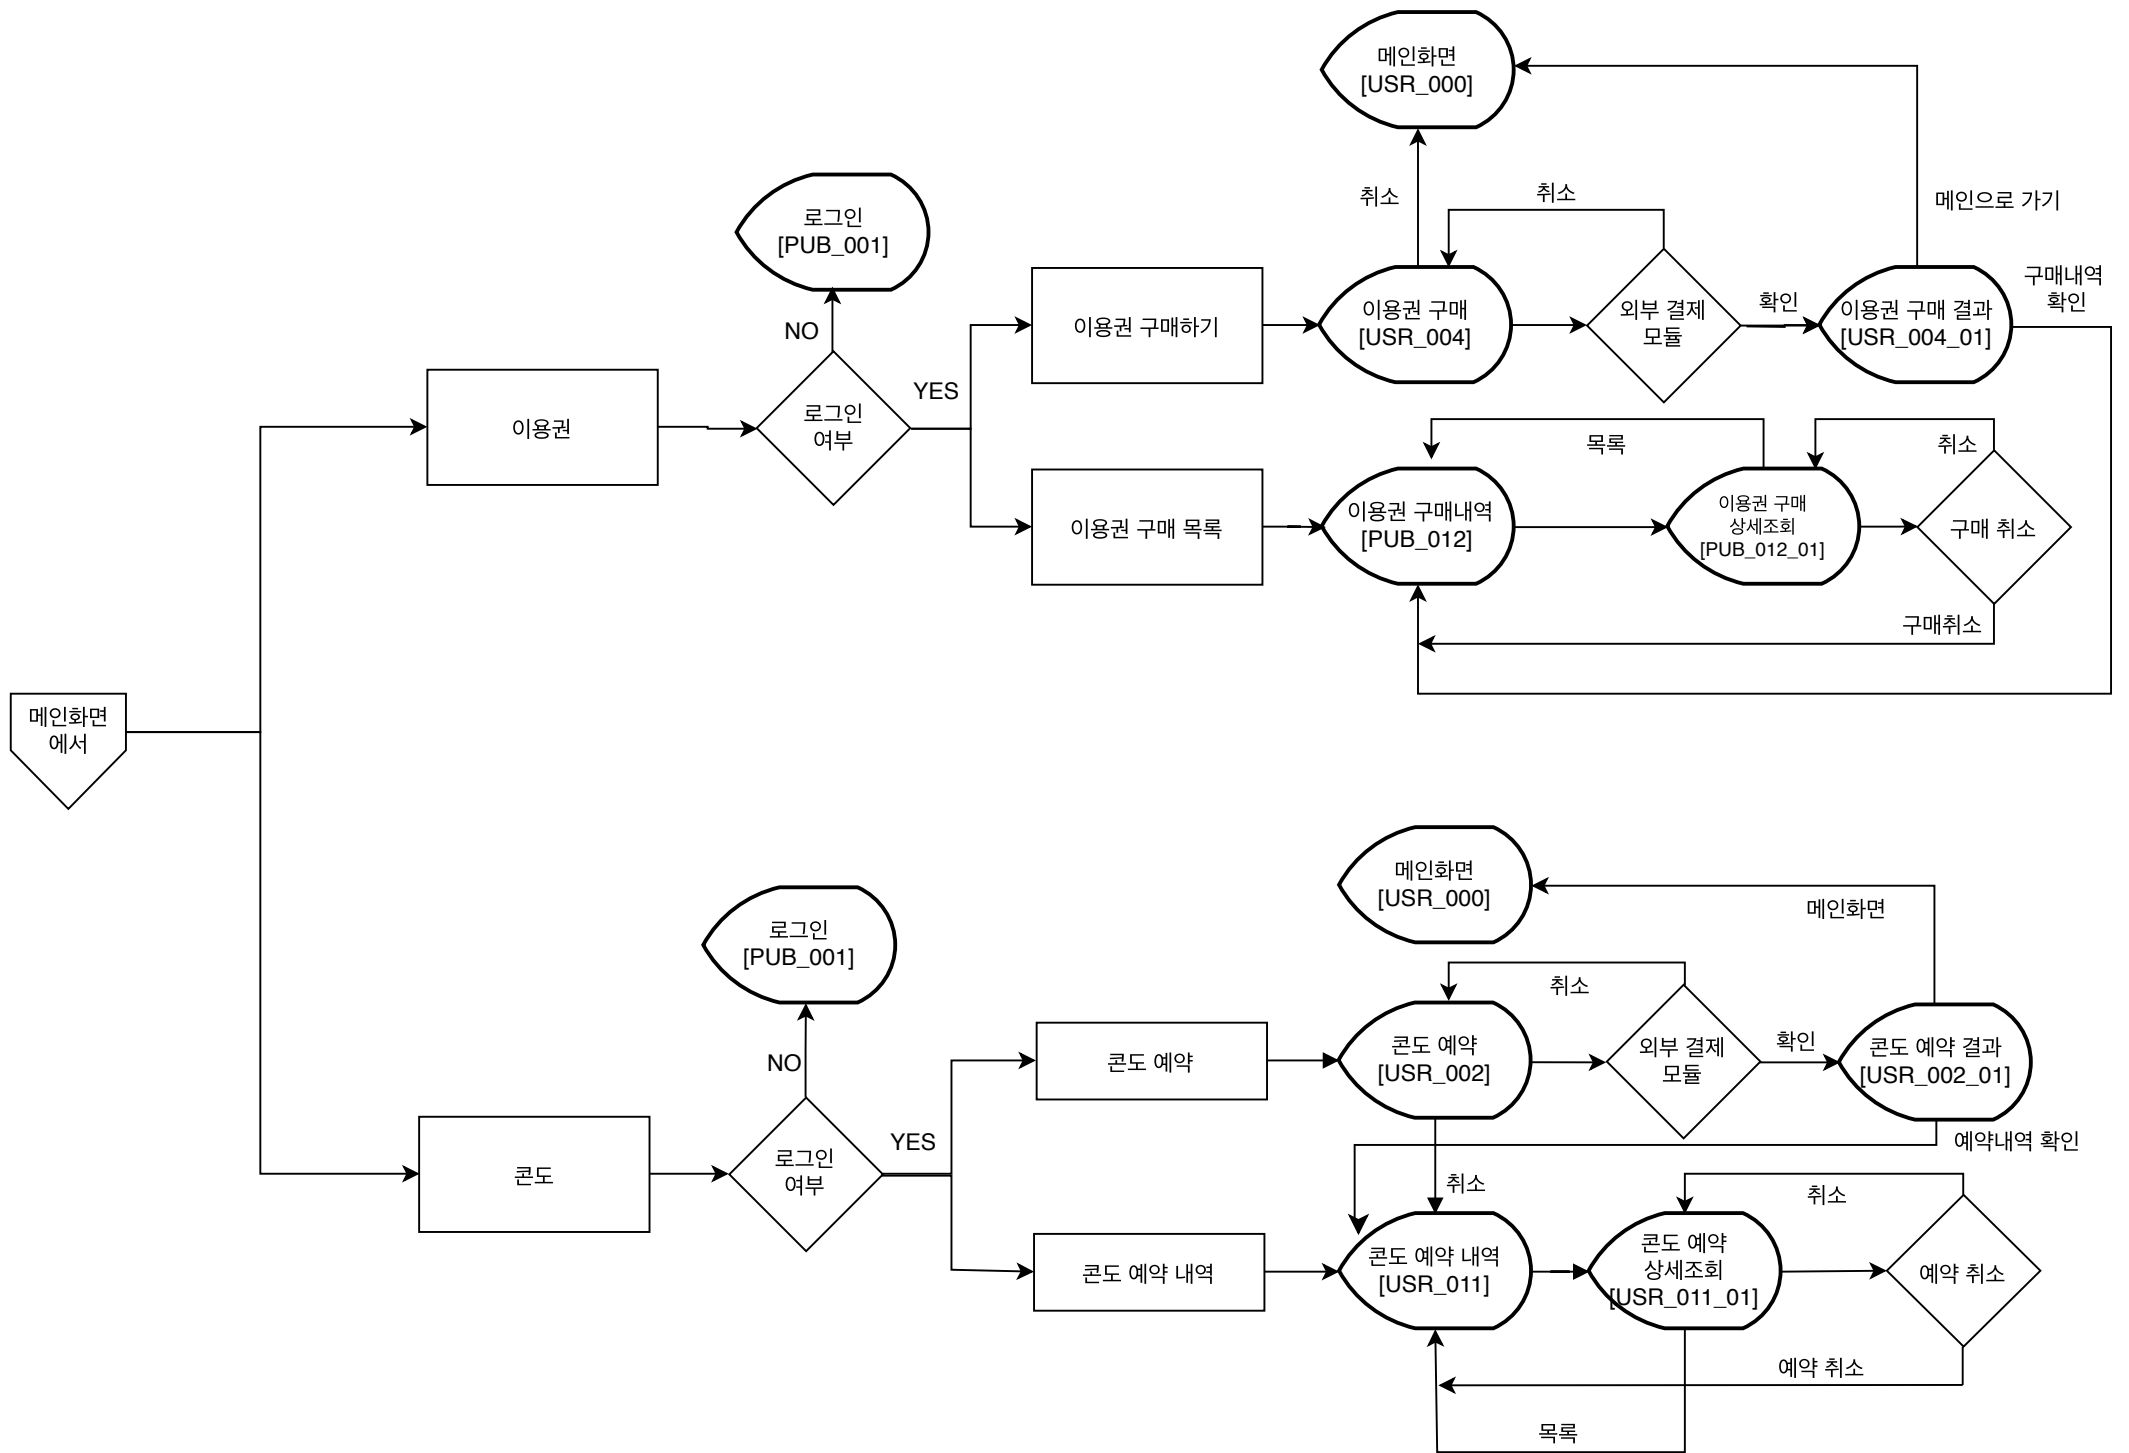 메인화면
[USR_000]
취소
취소
메인으로 가기
로그인
[PUB_001]
NO
YES
이용권
로그인
여부
이용권 구매하기
이용권 구매
[USR_004]
외부 결제
모듈
확인
이용권 구매 결과
[USR_004_01]
구매내역
확인
목록
취소
이용권 구매 목록
이용권 구매내역
[PUB_012]
이용권 구매
상세조회
[PUB_012_01]
구매 취소
구매취소
메인화면
에서
메인화면
[USR_000]
메인화면
로그인
[PUB_001]
NO
YES
콘도
로그인
여부
취소
콘도 예약
콘도 예약
[USR_002]
외부 결제
모듈
확인
콘도 예약 결과
[USR_002_01]
예약내역 확인
취소
취소
콘도 예약 내역
콘도 예약 내역
[USR_011]
콘도 예약
상세조회
[USR_011_01]
예약 취소
예약 취소
목록